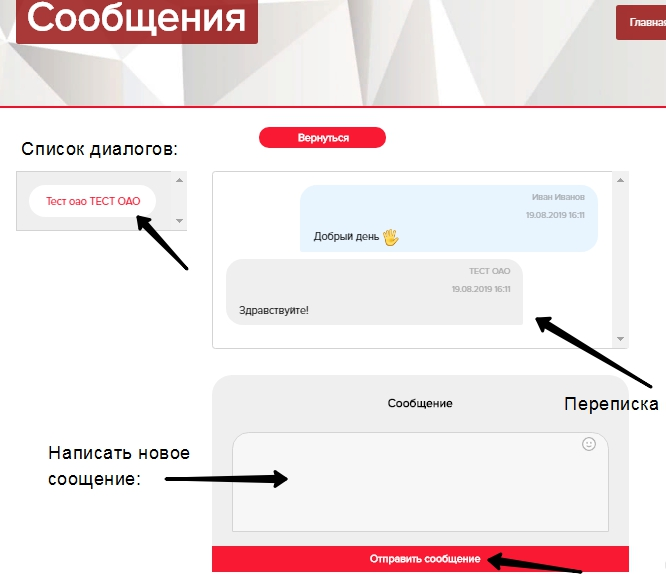 Сообщения
Главная
Вернуться
Список диалогов:
Тест оао ТЕСТ ОАО
Иван Иванов
19.08.2019 16:11
Добрый день
ТЕСТ ОАО
19.08.2019 16:11
Здравствуйте!
Переписка
Сообщение
Написать новое
соощение:
Отправить сообщение